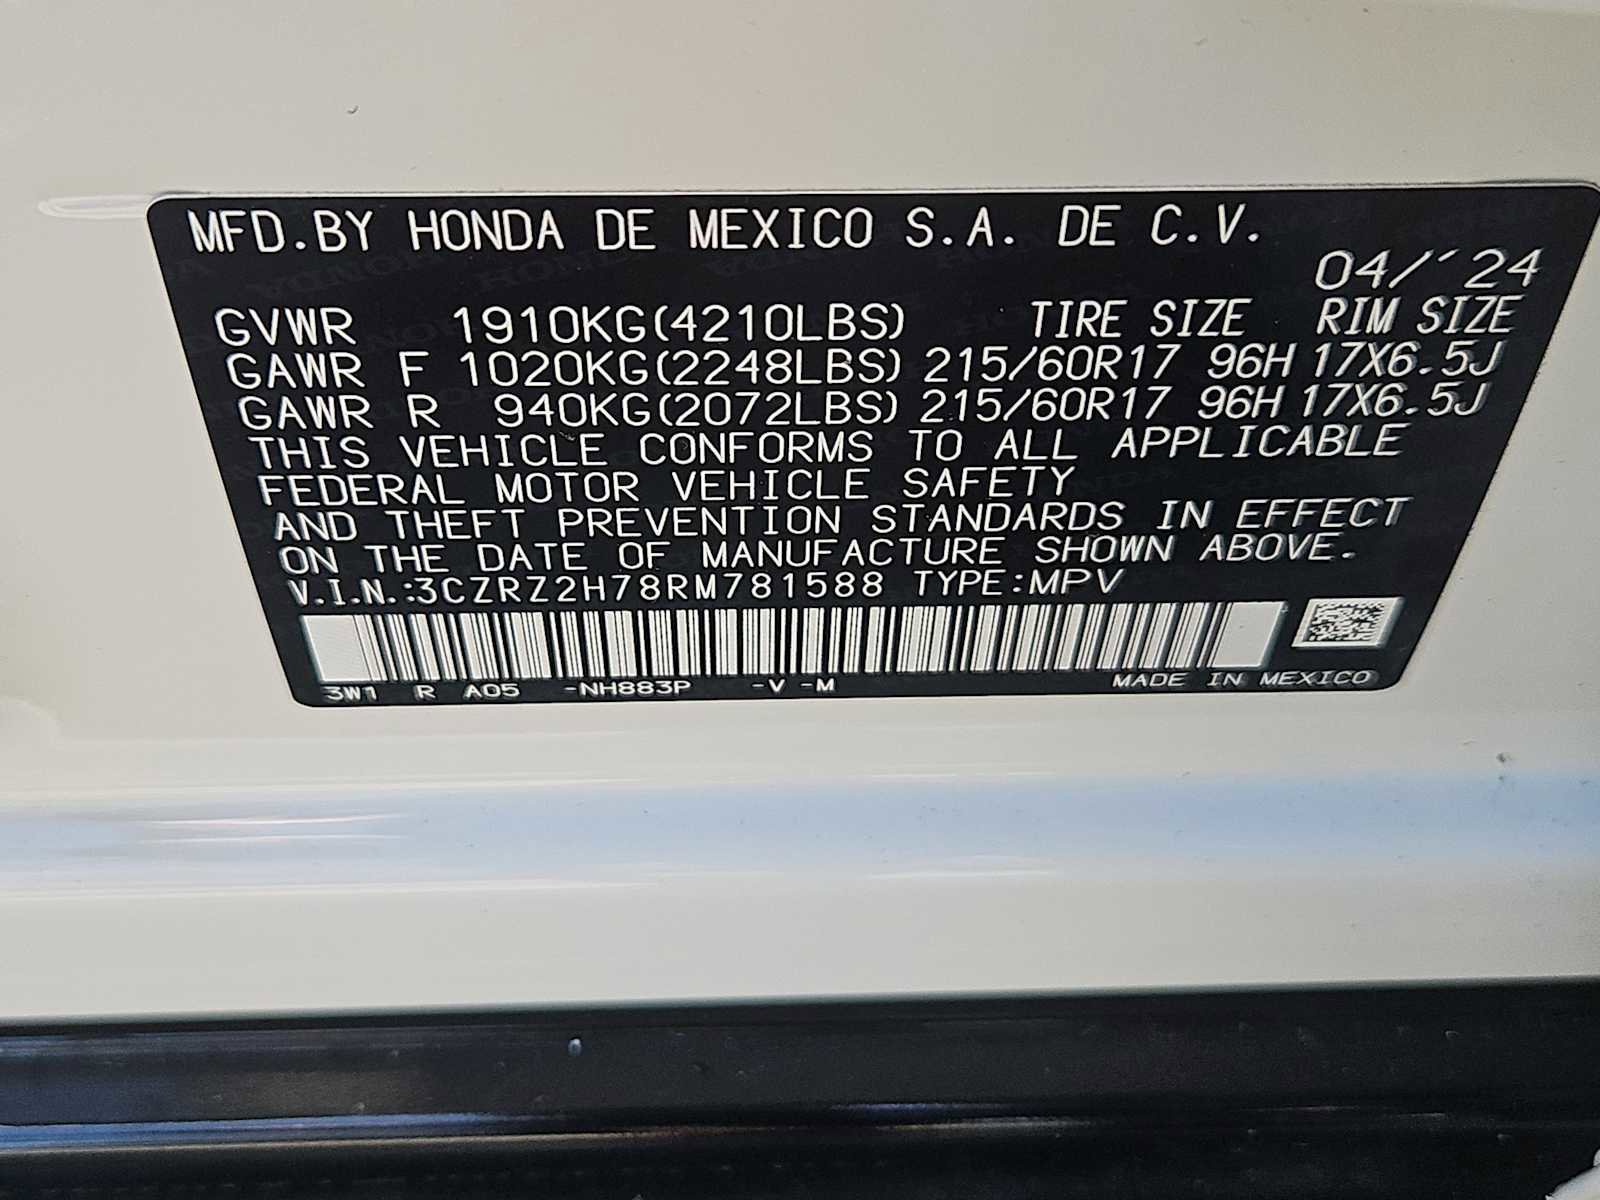 MFD.BY HONDA DE MEXICO S.A. DE C.V.
04/´24
GVWR 1910KG(4210LBS) TIRE SIZE RIM SIZE
GAWR F 1020KG(2248LBS) 215/60R17 96H 17X6.5J
GAWR R 940KG(2072LBS) 215/60R17 96H 17X6.5J
THIS VEHICLE CONFORMS TO ALL APPLICABLE
FEDERAL MOTOR VEHICLE SAFETY
AND THEFT PREVENTION STANDARDS IN EFFECT
ON THE DATE OF MANUFACTURE SHOWN ABOVE.
V.I.N.:3CZRZ2H78RM781588 TYPE:MPV
3W1 R A05 -NH883P -V -M MADE IN MEXICO